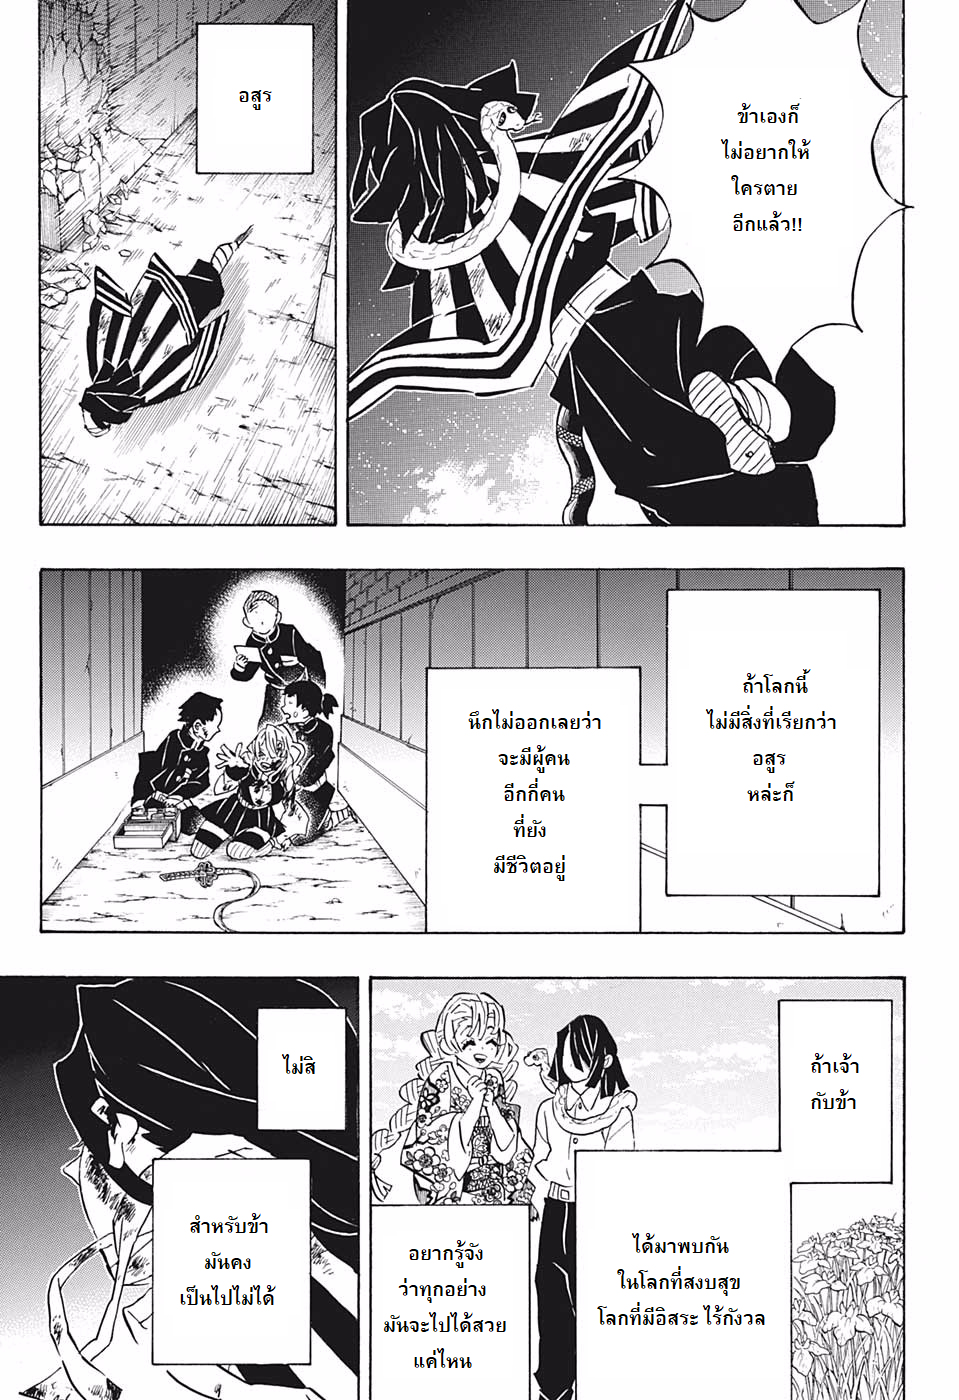 ข้าเองก็
ไม่อยากให้
ใครตาย
อีกแล้ว!!
อสูร
ถ้าโลกนี้
ไม่มีสิ่งที่เรียกว่า
อสูร
หล่ะก็
นึกไม่ออกเลยว่า
จะมีผู้คน
อีกกี่คน
ที่ยัง
มีชีวิตอยู่
ถ้าเจ้า
กับข้า
ได้มาพบกัน
ในโลกที่สงบสุข
โลกที่มีอิสระ ไร้กังวล
อยากรู้จัง
ว่าทุกอย่าง
มันจะไปได้สวย
แค่ไหน
ไม่สิ
สำหรับข้า
มันคง
เป็นไปไม่ได้